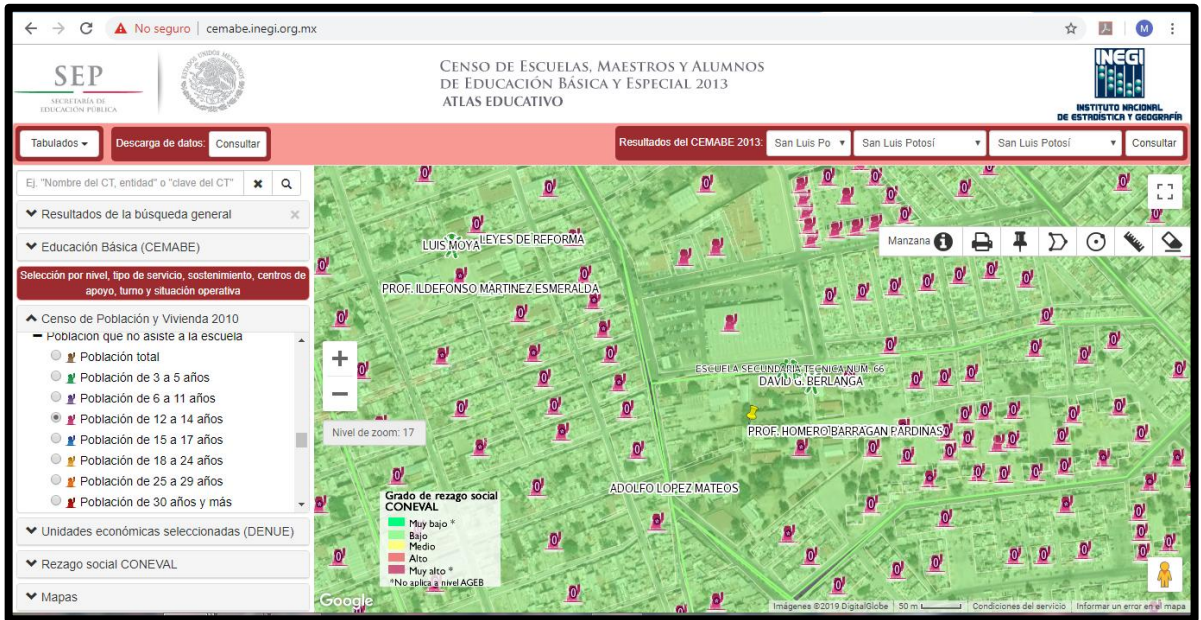 No seguro | cemabe.inegi.org.mx
M
SEP
SECRETARÍA DE
EDUCACIÓN PÚBLICA
ESTADOS UNIDOS MEXICANOS
Censo de Escuelas, Maestros y Alumnos
de Educación Básica y Especial 2013
ATLAS EDUCATIVO
INEGI
INSTITUTO NACIONAL
DE ESTADÍSTICA Y GEOGRAFÍA
Tabulados
Descarga de datos: Consultar
Resultados del CEMABE 2013: San Luis Po San Luis Potosí San Luis Potosí Consultar
Ej. "Nombre del CT, entidad" o "clave del CT"
Resultados de la búsqueda general
Educación Básica (CEMABE)
Selección por nivel, tipo de servicio, sostenimiento, centros de
apoyo, turno y situación operativa
Censo de Población y Vivienda 2010
Población que no asiste a la escuela
Población total
Población de 3 a 5 años
Población de 6 a 11 años
Población de 12 a 14 años
Población de 15 a 17 años
Población de 18 a 24 años
Población de 25 a 29 años
Población de 30 años y más
Unidades económicas seleccionadas (DENUE)
Rezago social CONEVAL
Mapas
Manzana
LUIS MOYA
LEYES DE REFORMA
PROF. ILDEFONSO MARTINEZ ESMERALDA
ESCUELA SECUNDARIA TECNICA NUM. 66
DAVID G. BERLANGA
PROF. HOMERO BARRAGAN PARDINAS
ADOLFO LOPEZ MATEOS
Nivel de zoom: 17
Grado de rezago social
CONEVAL
Muy bajo *
Bajo
Medio
Alto
Muy alto *
*No aplica a nivel AGEB
Google
Imágenes ©2019 DigitalGlobe 50 m Condiciones del servicio Informar un error en el mapa